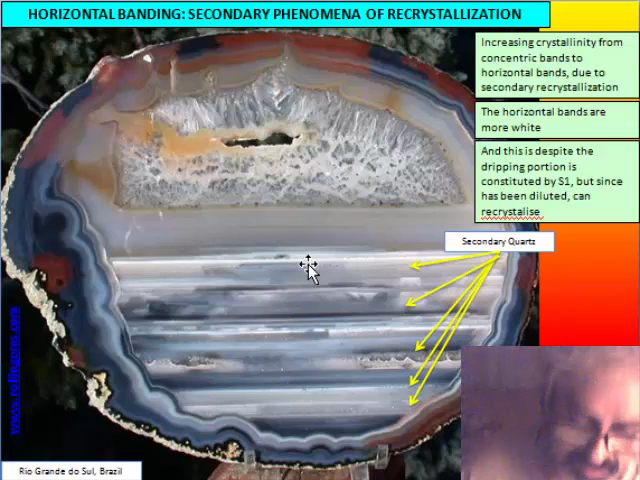 HORIZONTAL BANDING: SECONDARY PHENOMENA OF RECRYSTALLIZATION
Increasing crystallinity from
concentric bands to
horizontal bands, due to
secondary recrystallization
The horizontal bands are
more white
And this is despite the
dripping portion is
constituted by S1, but since
has been diluted, can
recrystalise
Secondary Quartz
Rio Grande do Sul, Brazil